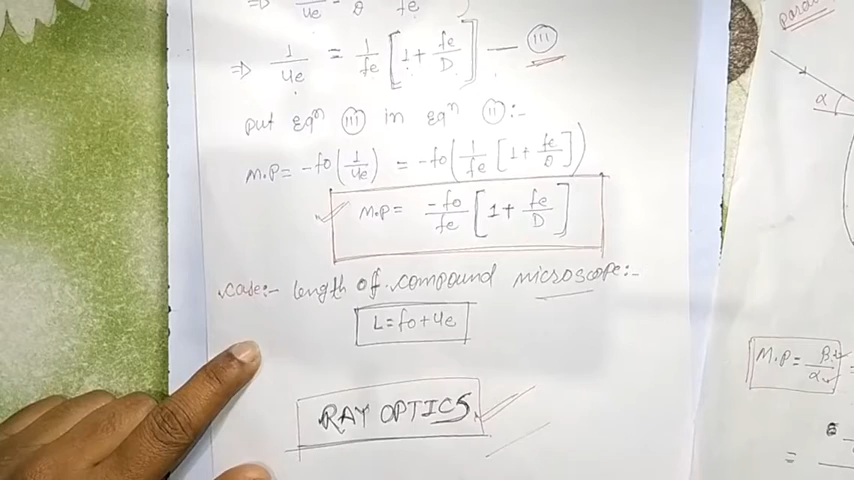 ⇒ 1/ue = 1/fe [1 + fe/D] — (III)
put Eqn (III) in Eqn (II):-
M.P = -fo (1/ue) = -fo (1/fe [1 + fe/D])
M.P = -fo/fe [1 + fe/D]
Case:- length of compound microscope:-
L = fo + ue
RAY OPTICS
α
M.P = β/α
=